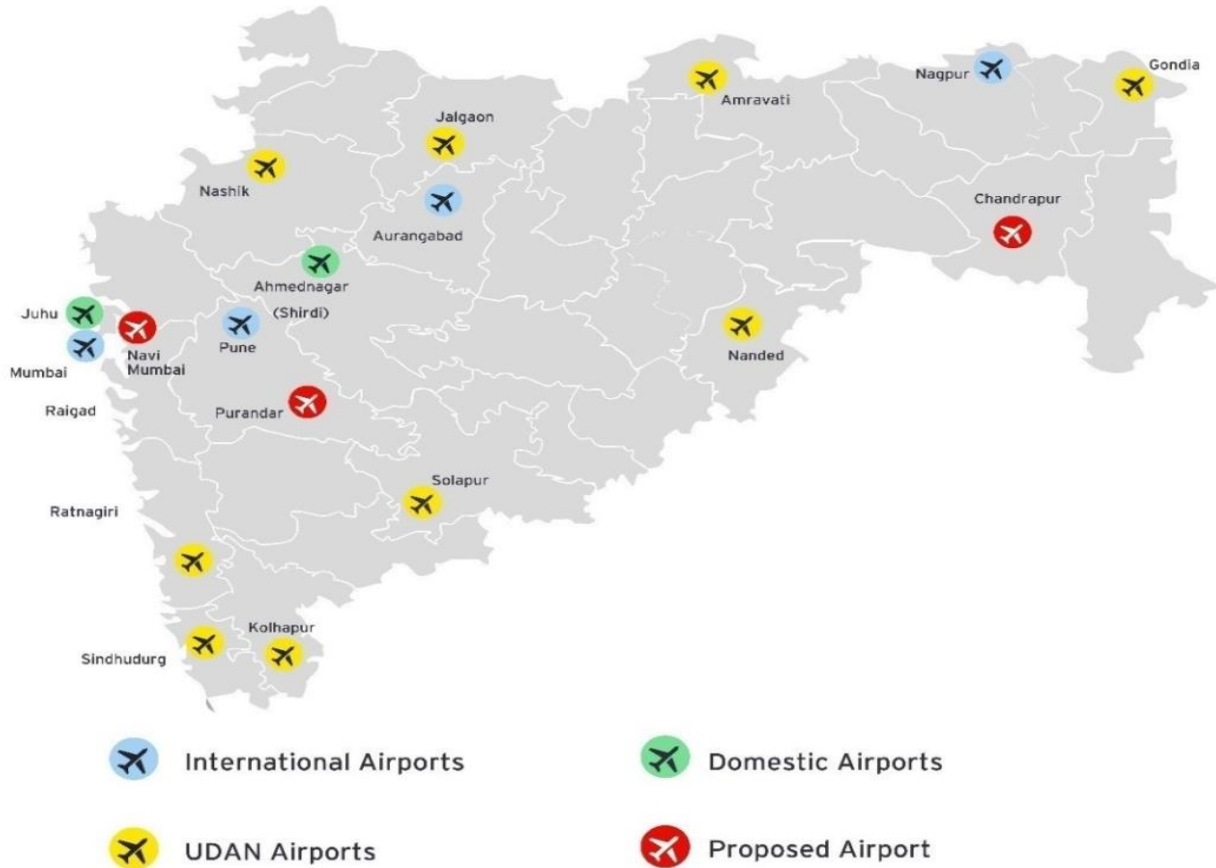 Nagpur
Gondia
Amravati
Jalgaon
Nashik
Chandrapur
Aurangabad
Ahmednagar
(Shirdi)
Juhu
Pune
Navi
Mumbai
Mumbai
Nanded
Raigad
Purandar
Solapur
Ratnagiri
Kolhapur
Sindhudurg
International Airports
Domestic Airports
UDAN Airports
Proposed Airport